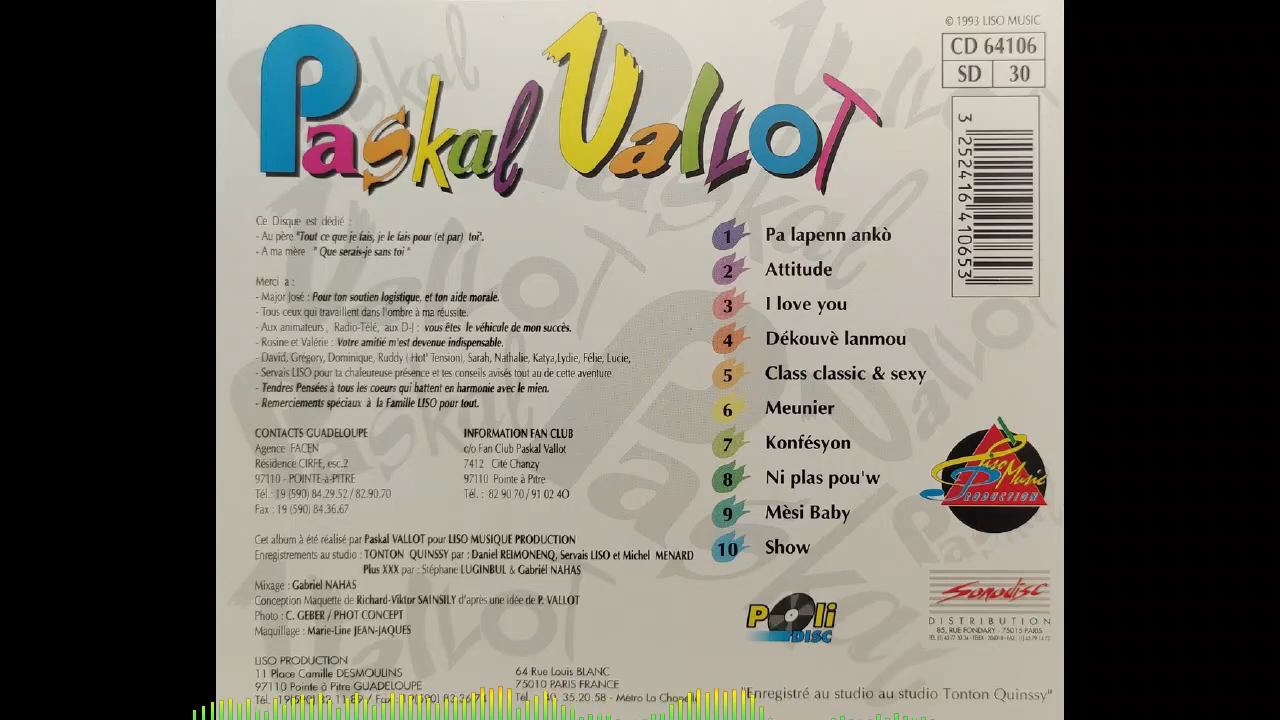 Paskal Vallot
© 1993 LISO MUSIC
CD 64106
SD 30
3 252416 410653
Ce Disque est dédié :
- Au père "Tout ce que je fais, je le fais pour (et par) toi".
- A ma mère " Que serais-je sans toi "
Merci a :
- Major José : Pour ton soutien logistique, et ton aide morale.
- Tous ceux qui travaillent dans l'ombre à ma réussite.
- Aux animateurs , Radio-Télé, aux D-J : vous êtes le véhicule de mon succès.
- Rosine et Valérie : Votre amitié m'est devenue indispensable.
- David, Grégory, Dominique, Ruddy (Hot' Tension), Sarah, Nathalie, Katya,Lydie, Félie, Lucie,
- Servais LISO pour ta chaleureuse présence et tes conseils avisés tout au de cette aventure
- Tendres Pensées à tous les coeurs qui battent en harmonie avec le mien.
- Remerciements spéciaux à la Famille LISO pour tout.
CONTACTS GUADELOUPE
Agence FACEN
Résidence CIRFE, esc.2
97110 - POINTE-à-PITRE
Tél : 19 (590) 84.29.52 / 82.90.70
Fax : 19 (590) 84.36.67
INFORMATION FAN CLUB
c/o Fan Club Paskal Vallot
7412 Cité Chanzy
97110 Pointe à Pitre
Tél. : 82 90 70 / 91 02 40
Cet album à été réalisé par Paskal VALLOT pour LISO MUSIQUE PRODUCTION
Enregistrements au studio : TONTON QUINSSY par : Daniel REIMONENQ, Servais LISO et Michel MENARD
Plus XXX par : Stéphane LUGINBUL & Gabriél NAHAS
Mixage : Gabriel NAHAS
Conception Maquette de Richard-Viktor SAINSILY d'après une idée de P. VALLOT
Photo : C. GEBER / PHOT CONCEPT
Maquillage : Marie-Line JEAN-JAQUES
LISO PRODUCTION
11 Place Camille DESMOULINS
97110 Pointe à Pitre GUADELOUPE
64 Rue Louis BLANC
75010 PARIS FRANCE
35.20.58 - Métro La
1 Pa lapenn ankò
2 Attitude
3 I love you
4 Dékouvè lanmou
5 Class classic & sexy
6 Meunier
7 Konfésyon
8 Ni plas pou'w
9 Mèsi Baby
10 Show
Liso Music
PRODUCTION
Poli
DISC
Sonodisc
DISTRIBUTION
85, RUE FONDARY - 75015 PARIS
"Enregistré au studio au studio Tonton Quinssy"